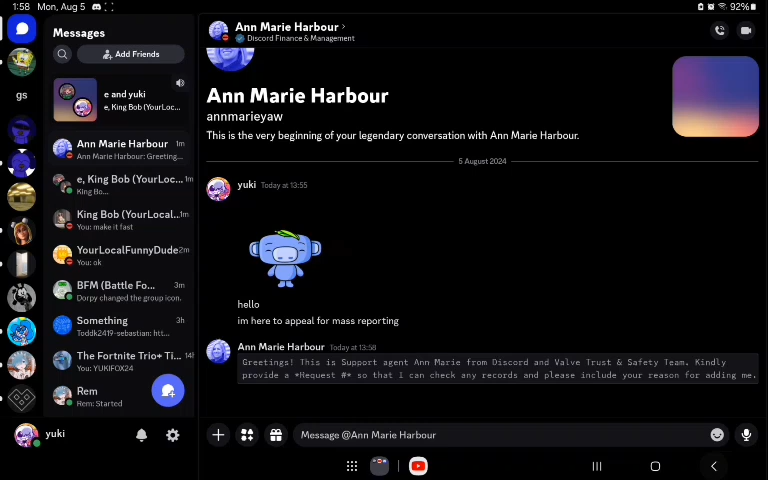 1:58 Mon, Aug 5
92%
Messages
Add Friends
e and yuki
e, King Bob (YourLoc...
Ann Marie Harbour 1m
Ann Marie Harbour: Greeting...
e, King Bob (YourLoc... 1m
King Bo...
King Bob (YourLocal... 1m
You: make it fast
YourLocalFunnyDude 2m
You: ok
BFM (Battle Fo... 3m
Dorpy changed the group icon.
Something 3h
Toddk2419-sebastian: htt...
The Fortnite Trio+ Ti... 14h
You: YUKIFOX24
Rem
Rem: Started
gs
yuki
Ann Marie Harbour
Discord Finance & Management
Ann Marie Harbour
annmarieyaw
This is the very beginning of your legendary conversation with Ann Marie Harbour.
5 August 2024
yuki Today at 13:55
hello
im here to appeal for mass reporting
Ann Marie Harbour Today at 13:58
Greetings! This is Support agent Ann Marie from Discord and Valve Trust & Safety Team. Kindly
provide a *Request #* so that I can check any records and please include your reason for adding me.
Message @Ann Marie Harbour